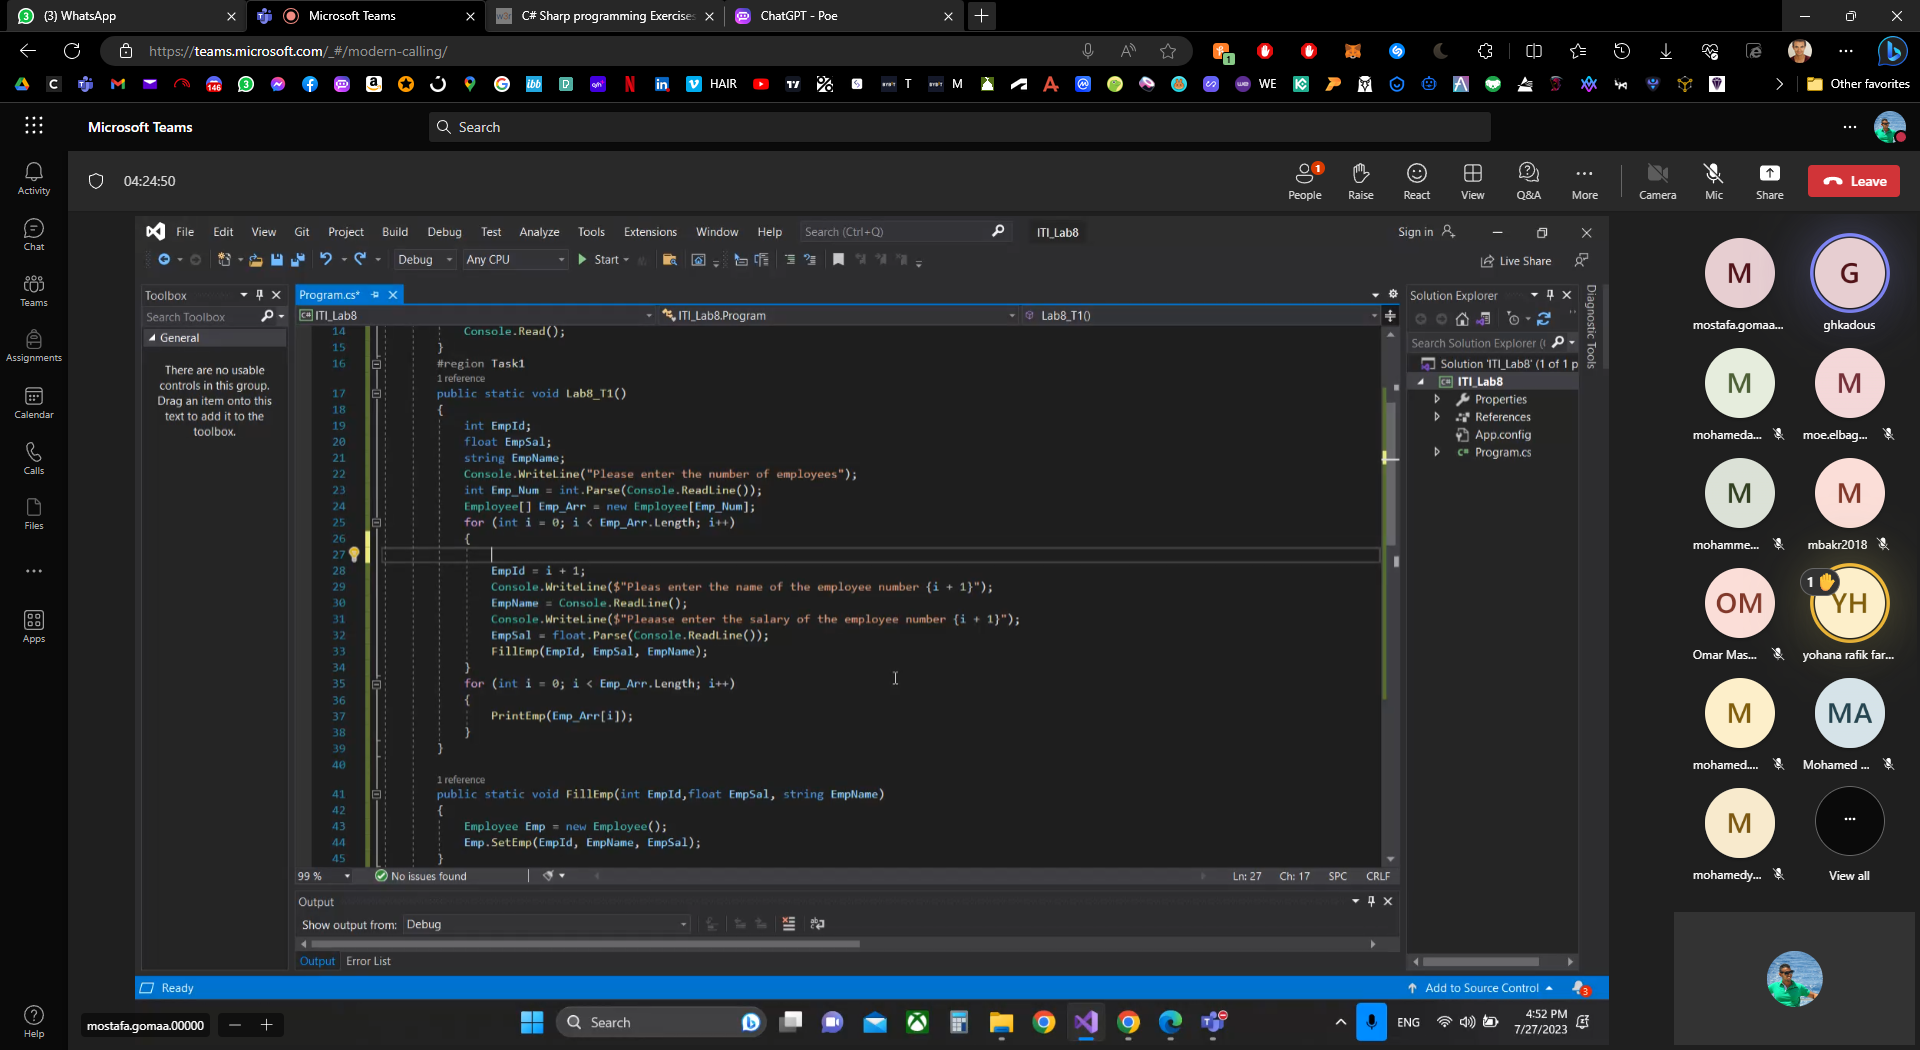 (3) WhatsApp
Microsoft Teams
C# Sharp programming Exercises
ChatGPT - Poe
https://teams.microsoft.com/_#/modern-calling/
1
146
HAIR
T
M
WE
Other favorites
Microsoft Teams
Search
Activity
Chat
Teams
Assignments
Calendar
Calls
Files
Apps
Help
04:24:50
People 1
Raise
React
View
Q&A
More
Camera
Mic
Share
Leave
File Edit View Git Project Build Debug Test Analyze Tools Extensions Window Help Search (Ctrl+Q) ITI_Lab8
Sign in
Debug Any CPU Start
Live Share
Toolbox
Search Toolbox
General
There are no usable
controls in this group.
Drag an item onto this
text to add it to the
toolbox.
Program.cs*
ITI_Lab8 ITI_Lab8.Program Lab8_T1()
14 Console.Read();
15 }
16 #region Task1
1 reference
17 public static void Lab8_T1()
18 {
19 int EmpId;
20 float EmpSal;
21 string EmpName;
22 Console.WriteLine("Please enter the number of employees");
23 int Emp_Num = int.Parse(Console.ReadLine());
24 Employee[] Emp_Arr = new Employee[Emp_Num];
25 for (int i = 0; i < Emp_Arr.Length; i++)
26 {
27
28 EmpId = i + 1;
29 Console.WriteLine($"Pleas enter the name of the employee number {i + 1}");
30 EmpName = Console.ReadLine();
31 Console.WriteLine($"Pleaase enter the salary of the employee number {i + 1}");
32 EmpSal = float.Parse(Console.ReadLine());
33 FillEmp(EmpId, EmpSal, EmpName);
34 }
35 for (int i = 0; i < Emp_Arr.Length; i++)
36 {
37 PrintEmp(Emp_Arr[i]);
38 }
39 }
40
1 reference
41 public static void FillEmp(int EmpId,float EmpSal, string EmpName)
42 {
43 Employee Emp = new Employee();
44 Emp.SetEmp(EmpId, EmpName, EmpSal);
45 }
99 % No issues found Ln: 27 Ch: 17 SPC CRLF
Output
Show output from: Debug
Output Error List
Solution Explorer
Search Solution Explorer (
Solution 'ITI_Lab8' (1 of 1 p
ITI_Lab8
Properties
References
App.config
Program.cs
Diagnostic Tools
Ready
Add to Source Control 3
M
mostafa.gomaa...
G
ghkadous
M
mohameda...
M
moe.elbag...
M
mohamme...
M
mbakr2018
OM
Omar Mas...
1
YH
yohana rafik far...
M
mohamed....
MA
Mohamed ...
M
mohamedy...
View all
mostafa.gomaa.00000
Search
ENG
4:52 PM
7/27/2023